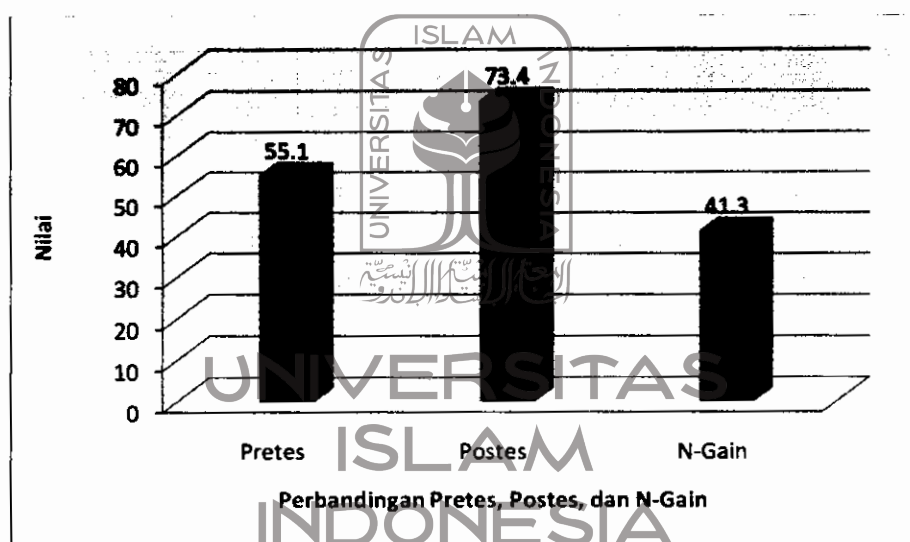 ISLAM
UNIVERSITAS
INDONESIA
80
70
60
50
40
30
20
10
0
Nilai
55.1
73.4
41.3
Pretes
Postes
N-Gain
Perbandingan Pretes, Postes, dan N-Gain
UNIVERSITAS
ISLAM
INDONESIA